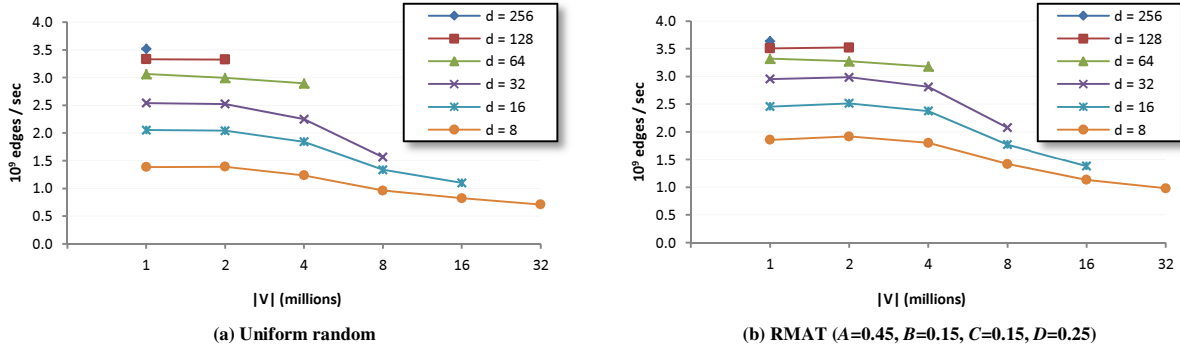 4.0
3.5
3.0
2.5
2.0
1.5
1.0
0.5
0.0
10⁹ edges / sec
1 2 4 8 16 32
|V| (millions)
d = 256
d = 128
d = 64
d = 32
d = 16
d = 8
(a) Uniform random
4.0
3.5
3.0
2.5
2.0
1.5
1.0
0.5
0.0
10⁹ edges / sec
1 2 4 8 16 32
|V| (millions)
d = 256
d = 128
d = 64
d = 32
d = 16
d = 8
(b) RMAT (A=0.45, B=0.15, C=0.15, D=0.25)